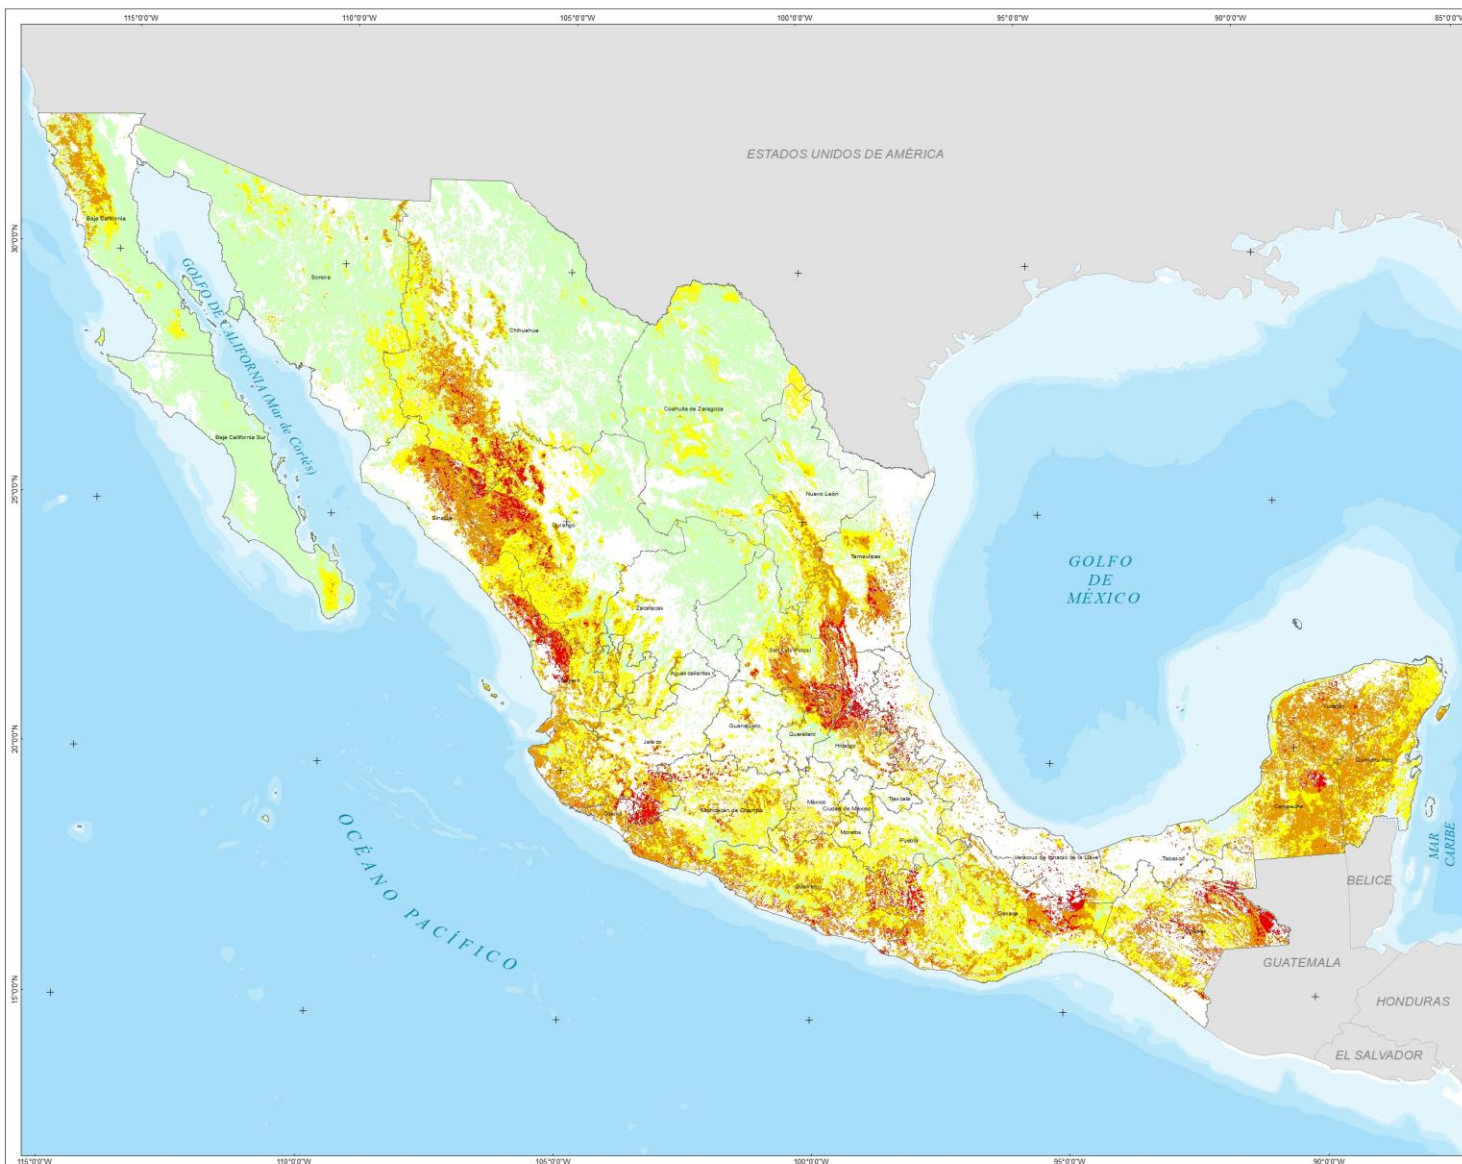 115°0'0"W 110°0'0"W 105°0'0"W 100°0'0"W 95°0'0"W 90°0'0"W 85°0'0"W
ESTADOS UNIDOS DE AMÉRICA
30°0'0"N
Baja California
GOLFO DE CALIFORNIA (Mar de Cortés)
Sonora
Chihuahua
Coahuila de Zaragoza
Baja California Sur
25°0'0"N
Nuevo León
Sinaloa
Durango
Tamaulipas
GOLFO
DE
MÉXICO
Zacatecas
San Luis Potosí
Aguascalientes
Nayarit
20°0'0"N
Guanajuato
Querétaro
Jalisco
Hidalgo
Yucatán
Quintana Roo
Campeche
México
Ciudad de México
Tlaxcala
Michoacán de Ocampo
Colima
Morelos
Puebla
Veracruz de Ignacio de la Llave
Tabasco
MAR
CARIBE
OCÉANO PACÍFICO
Guerrero
Oaxaca
Chiapas
BELICE
GUATEMALA
15°0'0"N
HONDURAS
EL SALVADOR
115°0'0"W 110°0'0"W 105°0'0"W 100°0'0"W 95°0'0"W 90°0'0"W